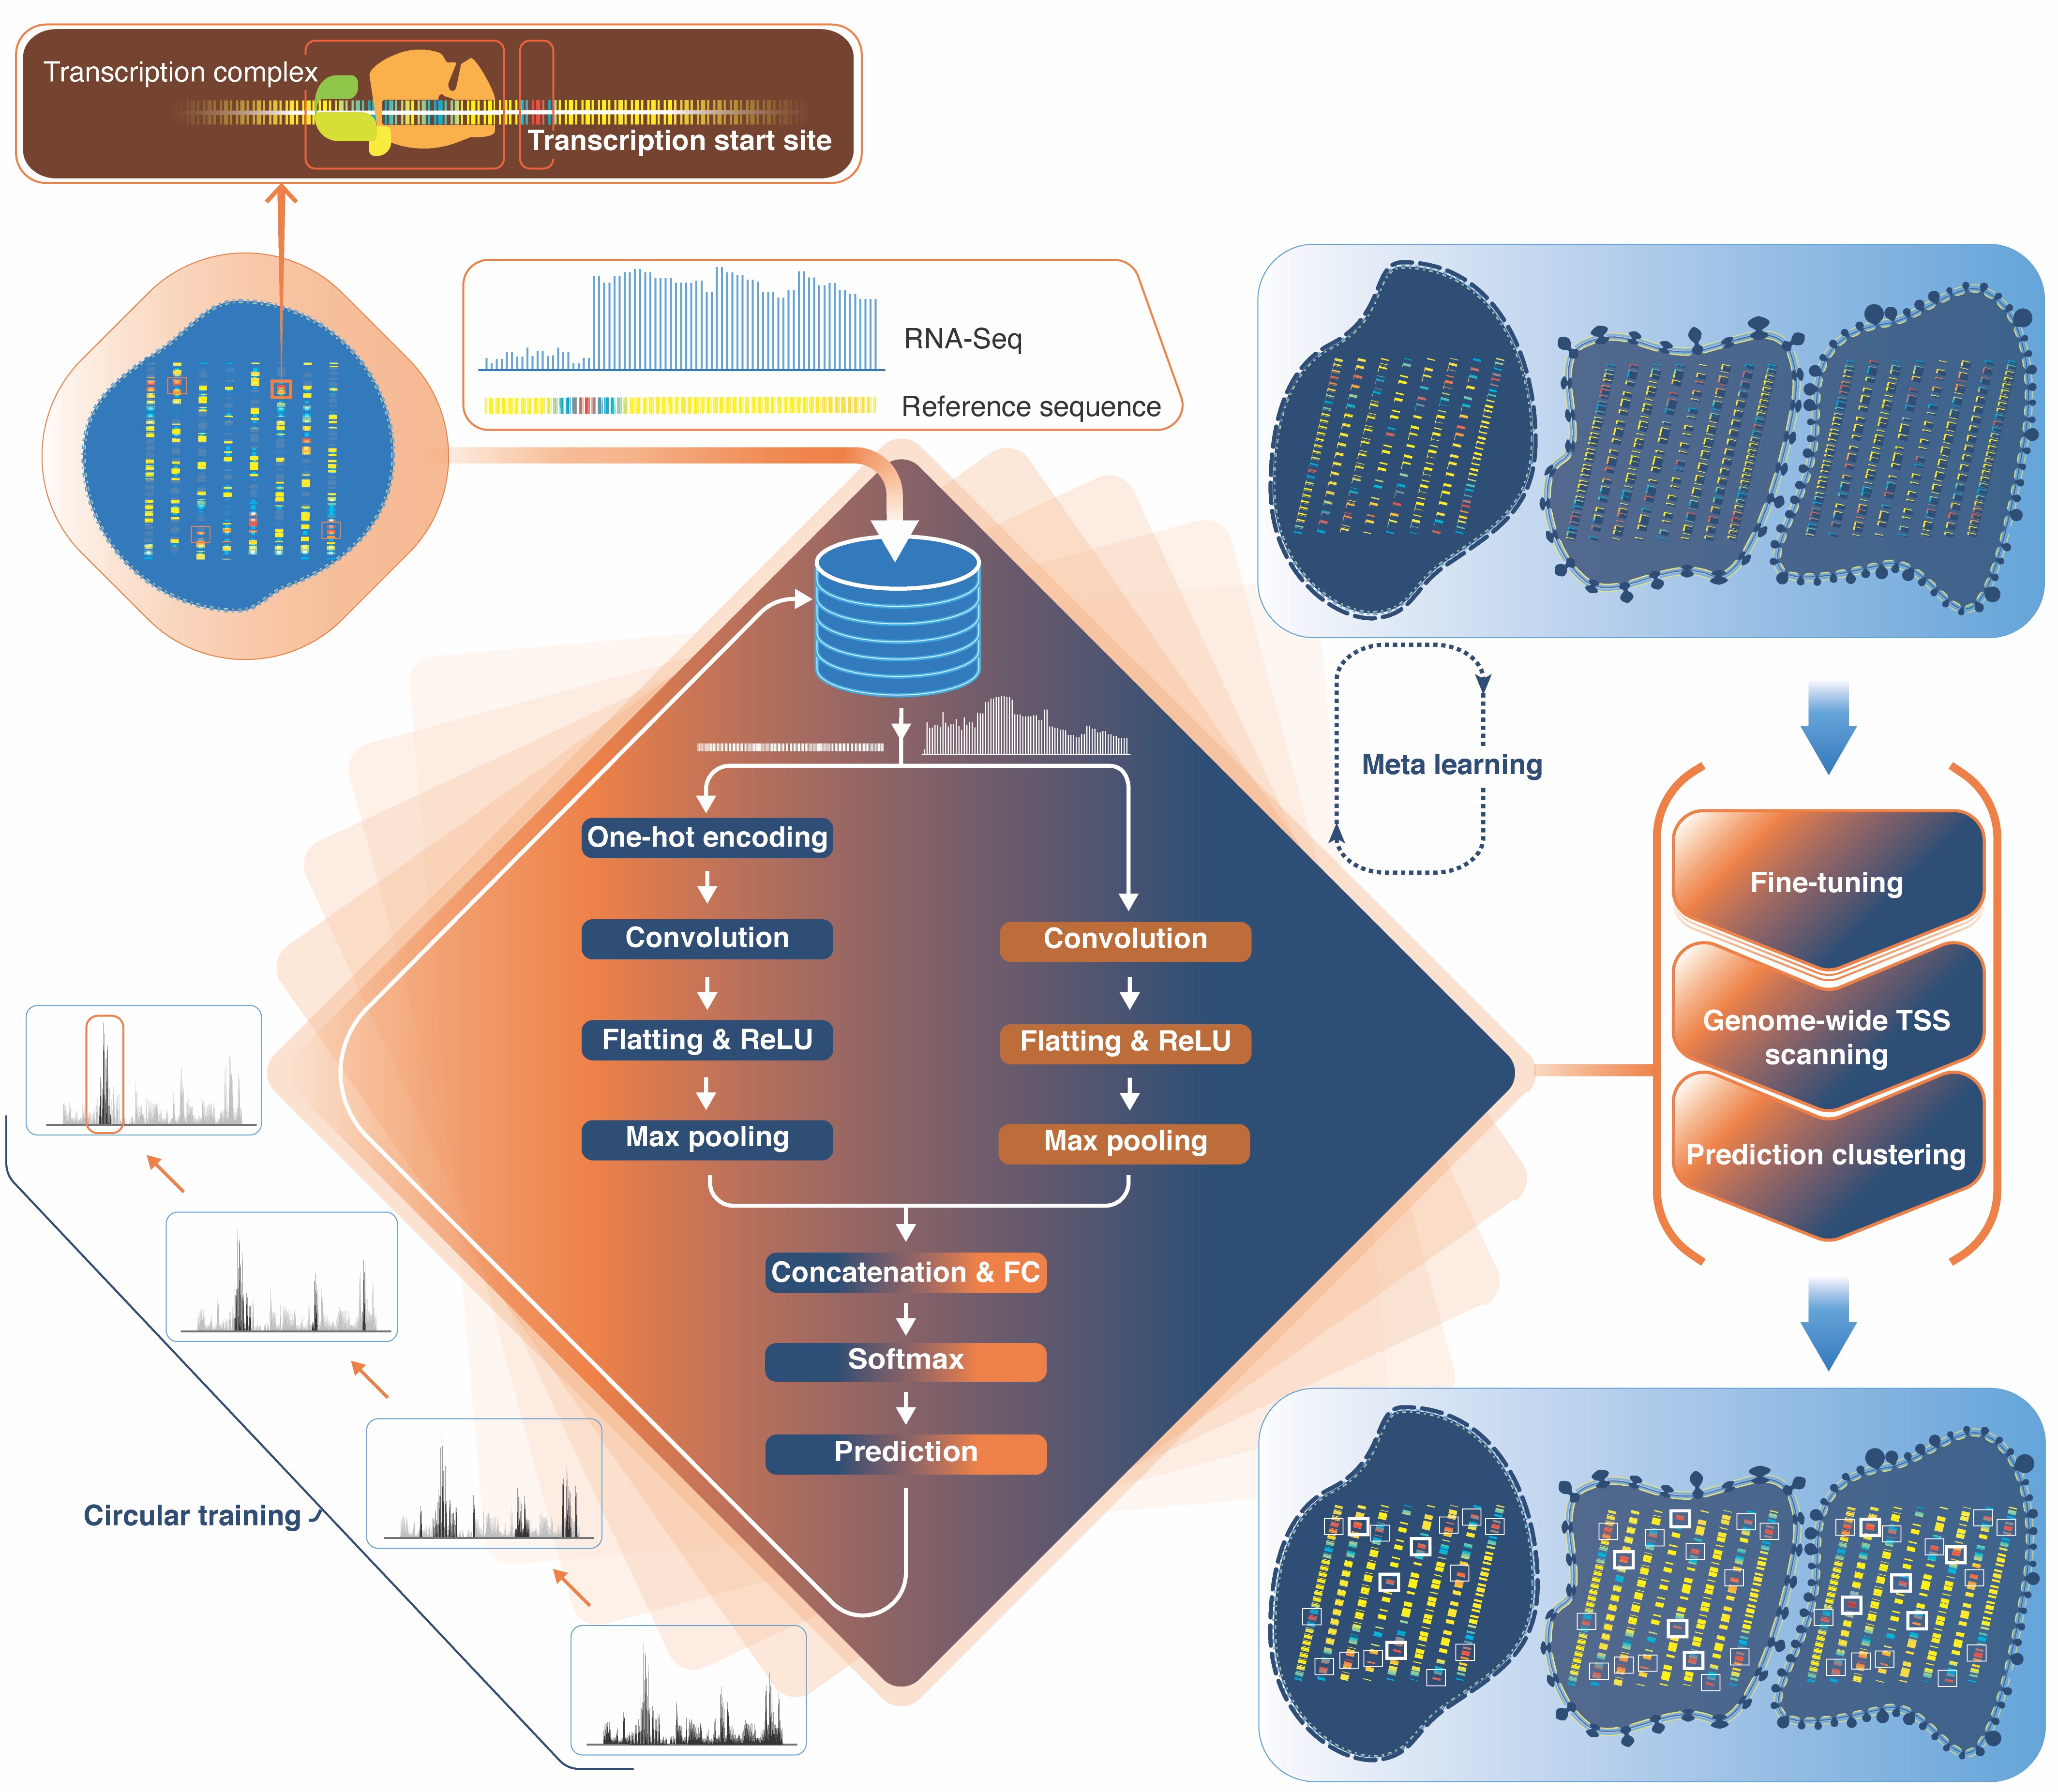 Transcription complex
Transcription start site
RNA-Seq
Reference sequence
Meta learning
One-hot encoding
Convolution
Flatting & ReLU
Max pooling
Convolution
Flatting & ReLU
Max pooling
Concatenation & FC
Softmax
Prediction
Circular training
Fine-tuning
Genome-wide TSS
scanning
Prediction clustering